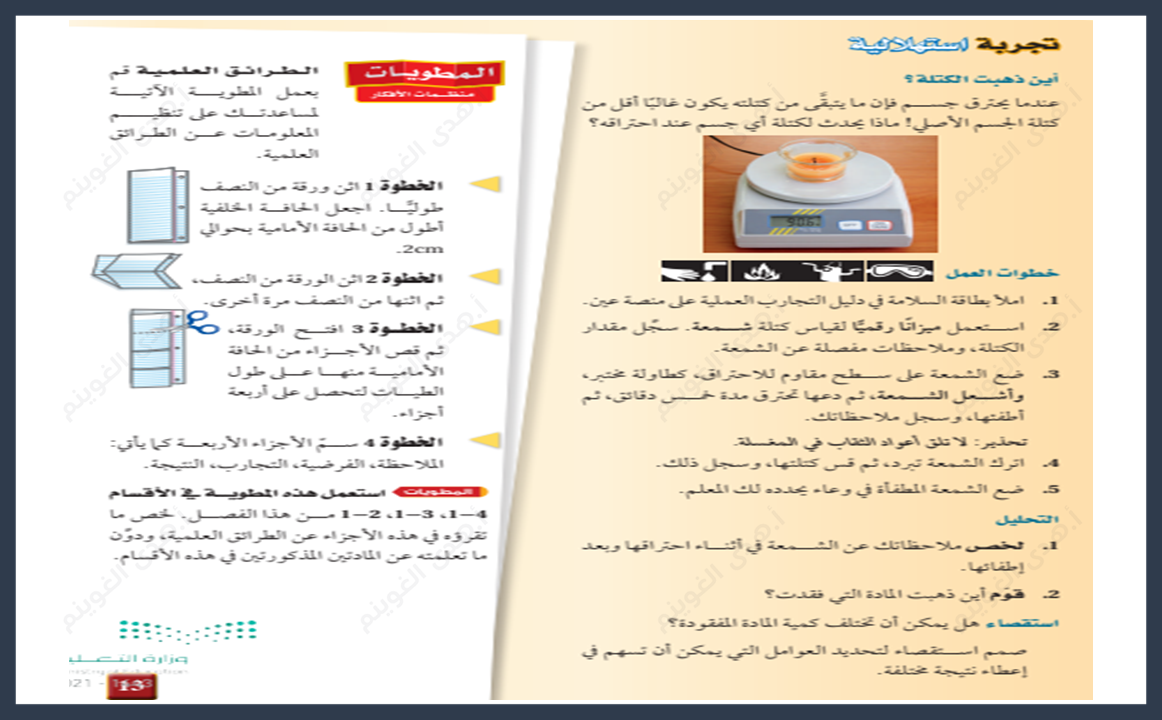 تجربة استهلالية
أين ذهبت الكتلة؟
عندما يحترق جسم فإن ما يتبقَّى من كتلته يكون غالبًا أقل من
كتلة الجسم الأصلي! ماذا يحدث لكتلة أي جسم عند احتراقه؟
خطوات العمل
1. املأ بطاقة السلامة في دليل التجارب العملية على منصة عين.
2. استعمل ميزانًا رقميًّا لقياس كتلة شمعة. سجّل مقدار
الكتلة، وملاحظات مفصلة عن الشمعة.
3. ضع الشمعة على سطح مقاوم للاحتراق، كطاولة مختبر،
وأشعل الشمعة، ثم دعها تحترق مدة خمس دقائق، ثم
أطفئها، وسجل ملاحظاتك.
تحذير: لا تلق أعواد الثقاب في المغسلة.
4. اترك الشمعة تبرد، ثم قس كتلتها، وسجل ذلك.
5. ضع الشمعة المطفأة في وعاء يحدده لك المعلم.
التحليل
1. لخص ملاحظاتك عن الشمعة في أثناء احتراقها وبعد
إطفائها.
2. قوّم أين ذهبت المادة التي فقدت؟
استقصاء هل يمكن أن تختلف كمية المادة المفقودة؟
صمم استقصاء لتحديد العوامل التي يمكن أن تسهم في
إعطاء نتيجة مختلفة.
المطويات
منظمات الأفكار
الطرائق العلمية قم
بعمل المطوية الآتية
لمساعدتك على تنظيم
المعلومات عن الطرائق
العلمية.
الخطوة 1 اثن ورقة من النصف
طوليًّا. اجعل الحافة الخلفية
أطول من الحافة الأمامية بحوالي
2cm.
الخطوة 2 اثن الورقة من النصف،
ثم اثنها من النصف مرة أخرى.
الخطوة 3 افتح الورقة،
ثم قص الأجزاء من الحافة
الأمامية منها على طول
الطيات لتحصل على أربعة
أجزاء.
الخطوة 4 سمّ الأجزاء الأربعة كما يأتي:
الملاحظة، الفرضية، التجارب، النتيجة.
المطويات استعمل هذه المطوية في الأقسام
1-2، 1-3، 1-4 من هذا الفصل. لخص ما
تقرؤه في هذه الأجزاء عن الطرائق العلمية، ودوّن
ما تعلمته عن المادتين المذكورتين في هذه الأقسام.
وزارة التعليم
13
أ.هدى الغوينم